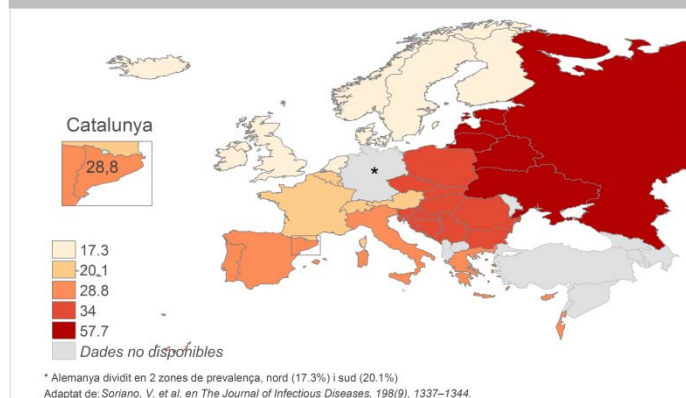 Catalunya
28,8
17.3
20.1
28.8
34
57.7
Dades no disponibles
*
* Alemanya dividit en 2 zones de prevalença, nord (17.3%) i sud (20.1%)
Adaptat de: Soriano, V. et al. en The Journal of Infectious Diseases, 198(9), 1337–1344.